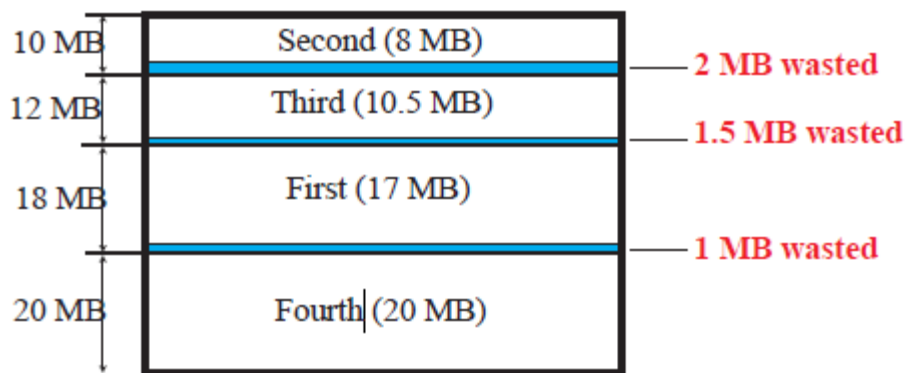 10 MB
Second (8 MB)
2 MB wasted
12 MB
Third (10.5 MB)
1.5 MB wasted
18 MB
First (17 MB)
1 MB wasted
20 MB
Fourth (20 MB)